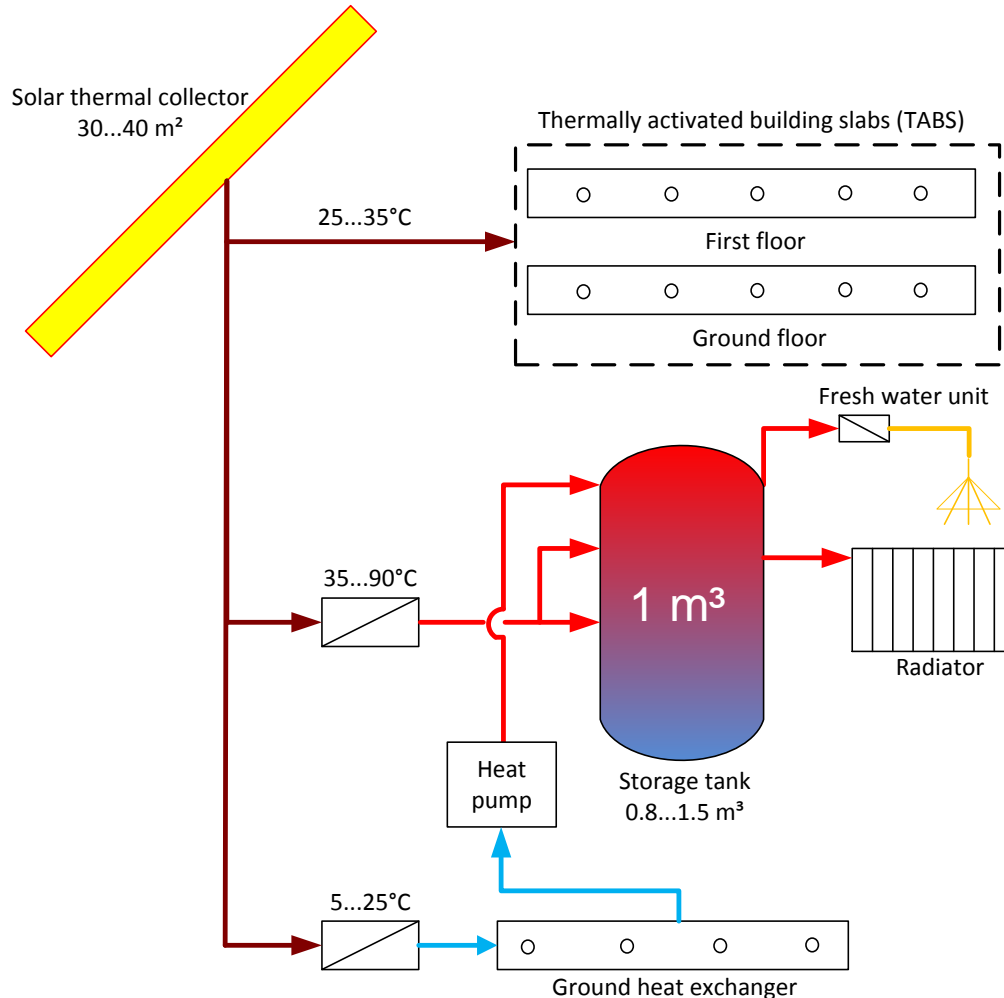 Solar thermal collector
30...40 m²
Thermally activated building slabs (TABS)
25...35°C
First floor
Ground floor
Fresh water unit
35...90°C
1 m³
Radiator
Heat
pump
Storage tank
0.8...1.5 m³
5...25°C
Ground heat exchanger